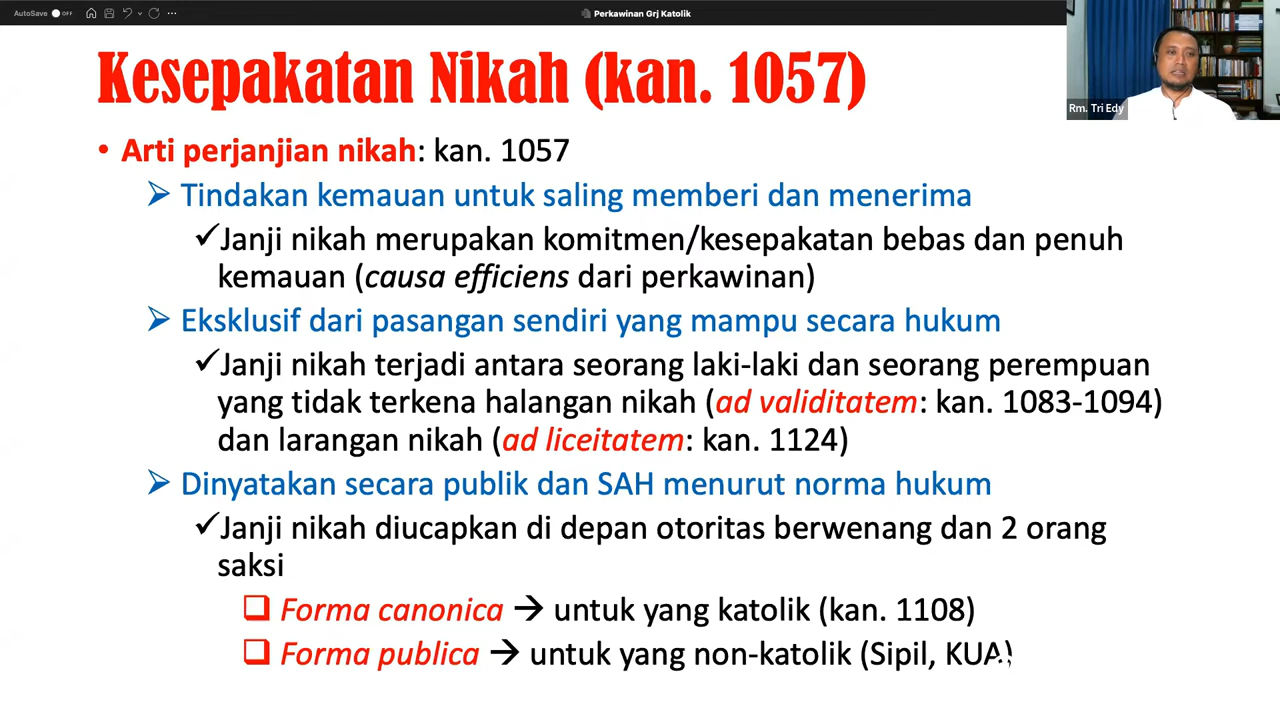 AutoSave OFF
Perkawinan Grj Katolik
Rm. Tri Edy
Kesepakatan Nikah (kan. 1057)
• Arti perjanjian nikah: kan. 1057
➢ Tindakan kemauan untuk saling memberi dan menerima
✓Janji nikah merupakan komitmen/kesepakatan bebas dan penuh
kemauan (causa efficiens dari perkawinan)
➢ Eksklusif dari pasangan sendiri yang mampu secara hukum
✓Janji nikah terjadi antara seorang laki-laki dan seorang perempuan
yang tidak terkena halangan nikah (ad validitatem: kan. 1083-1094)
dan larangan nikah (ad liceitatem: kan. 1124)
➢ Dinyatakan secara publik dan SAH menurut norma hukum
✓Janji nikah diucapkan di depan otoritas berwenang dan 2 orang
saksi
❑ Forma canonica → untuk yang katolik (kan. 1108)
❑ Forma publica → untuk yang non-katolik (Sipil, KUA)